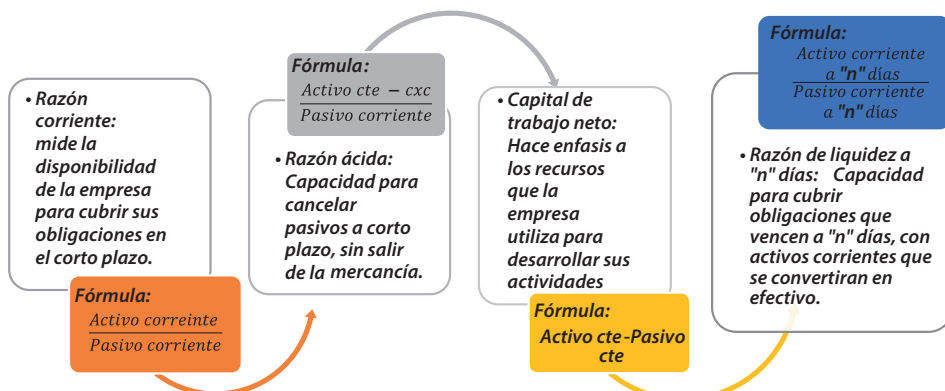 • Razón
corriente:
mide la
disponibilidad
de la empresa
para cubrir sus
obligaciones en
el corto plazo.
Fórmula:
Activo correinte
Pasivo corriente
Fórmula:
Activo cte – cxc
Pasivo corriente
• Razón ácida:
Capacidad para
cancelar
pasivos a corto
plazo, sin salir
de la mercancía.
• Capital de
trabajo neto:
Hace enfasis a
los recursos
que la
empresa
utiliza para
desarrollar sus
actividades
Fórmula:
Activo cte-Pasivo
cte
Fórmula:
Activo corriente
a "n" días
Pasivo corriente
a "n" días
• Razón de liquidez a
"n" días: Capacidad
para cubrir
obligaciones que
vencen a "n" días, con
activos corrientes que
se convertiran en
efectivo.